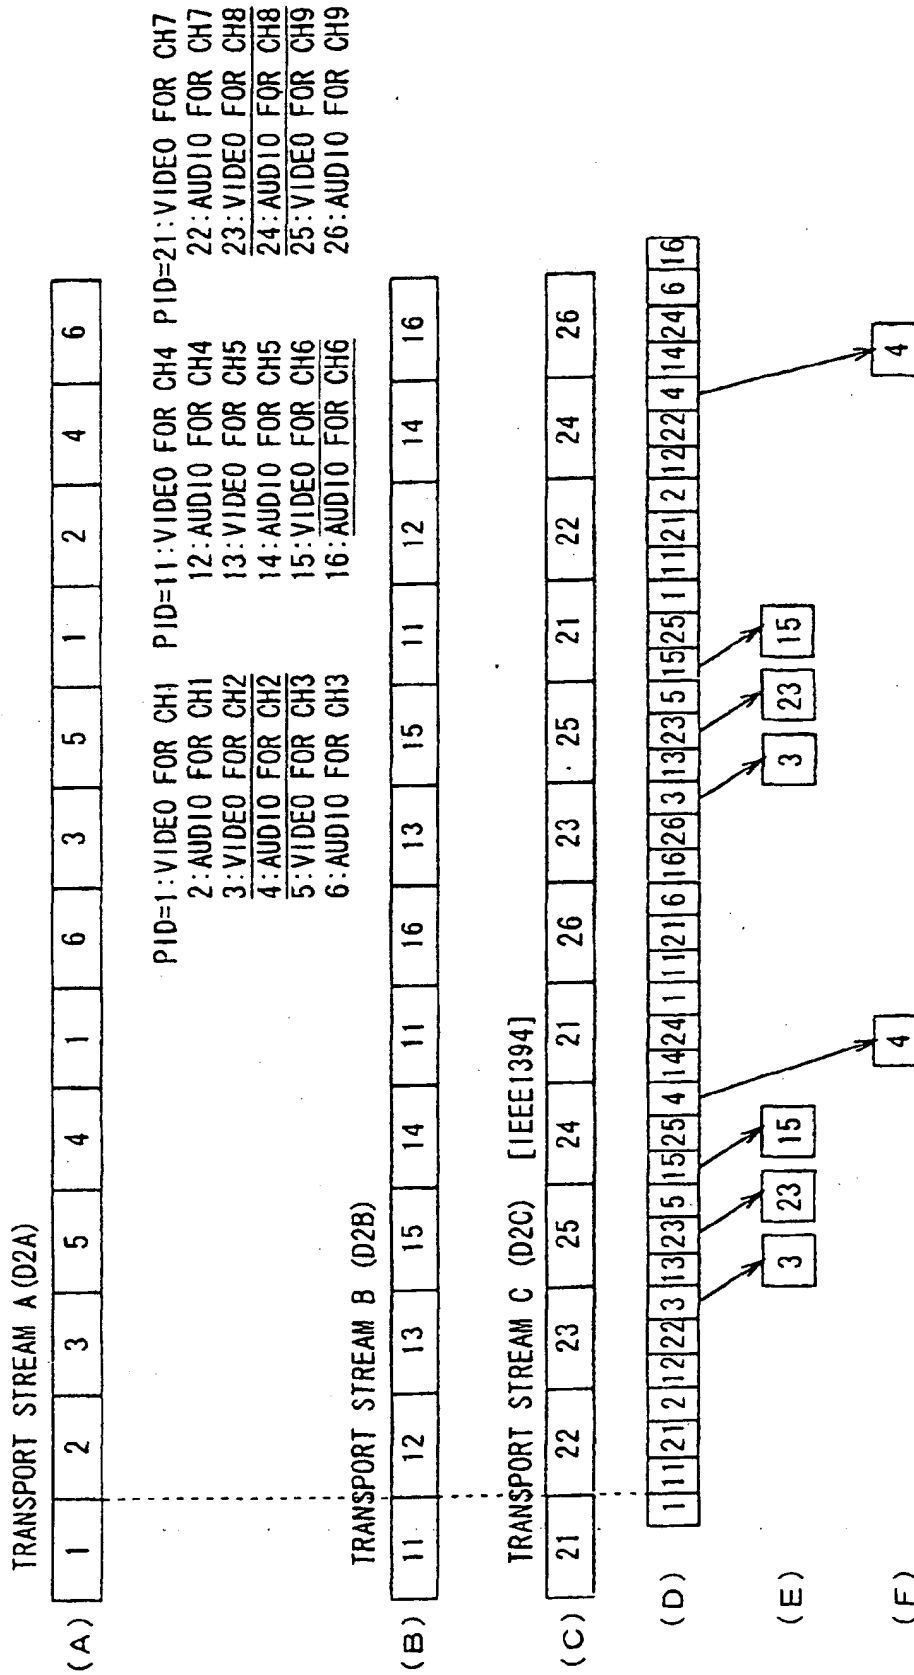 TRANSPORT STREAM A (D2A)
(A) 1 2 3 5 4 1 6 3 5 1 2 4 6
PID=1:VIDEO FOR CH1 PID=11:VIDEO FOR CH4 PID=21:VIDEO FOR CH7
2:AUDIO FOR CH1 12:AUDIO FOR CH4 22:AUDIO FOR CH7
3:VIDEO FOR CH2 13:VIDEO FOR CH5 23:VIDEO FOR CH8
4:AUDIO FOR CH2 14:AUDIO FOR CH5 24:AUDIO FOR CH8
5:VIDEO FOR CH3 15:VIDEO FOR CH6 25:VIDEO FOR CH9
6:AUDIO FOR CH3 16:AUDIO FOR CH6 26:AUDIO FOR CH9
TRANSPORT STREAM B (D2B)
(B) 11 12 13 15 14 11 16 13 15 11 12 14 16
TRANSPORT STREAM C (D2C) [IEEE1394]
(C) 21 22 23 25 24 21 26 23 25 21 22 24 26
(D) 1 11 21 2 12 22 3 13 23 5 15 25 4 14 24 1 11 21 6 16 26 3 13 23 5 15 25 1 11 21 2 12 22 4 14 24 6 16
(E) 3 23 15 3 23 15
(F) 4 4